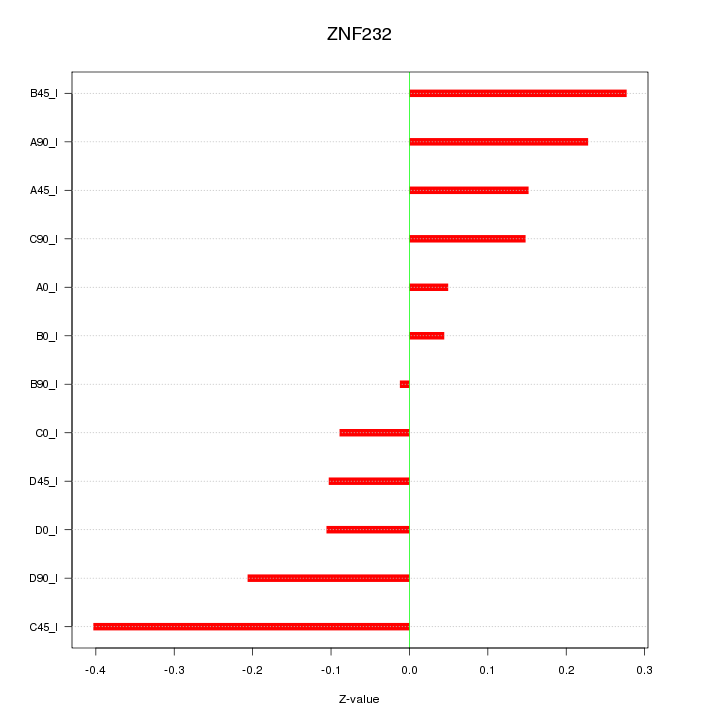 ZNF232
B45_I
A90_I
A45_I
C90_I
A0_I
B0_I
B90_I
C0_I
D45_I
D0_I
D90_I
C45_I
-0.4 -0.3 -0.2 -0.1 0.0 0.1 0.2 0.3
Z-value